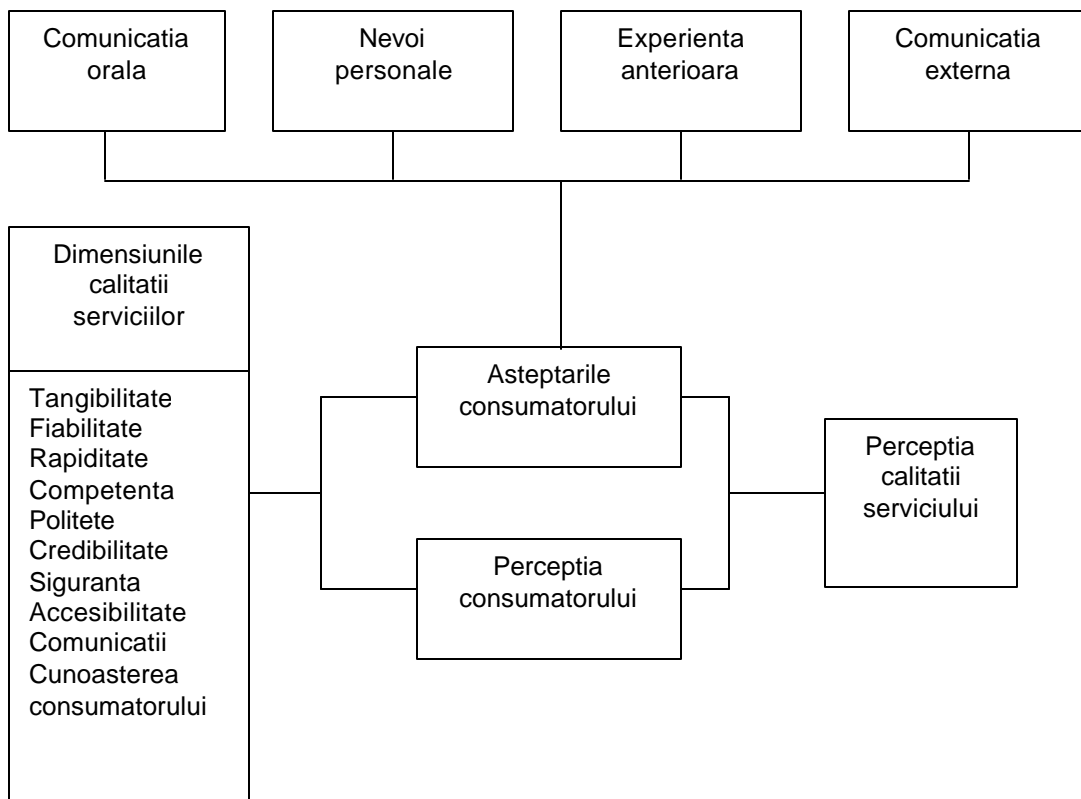 Comunicatia
orala
Nevoi
personale
Experienta
anterioara
Comunicatia
externa
Dimensiunile
calitatii
serviciilor
Tangibilitate
Fiabilitate
Rapiditate
Competenta
Politete
Credibilitate
Siguranta
Accesibilitate
Comunicatii
Cunoasterea
consumatorului
Asteptarile
consumatorului
Perceptia
consumatorului
Perceptia
calitatii
serviciului